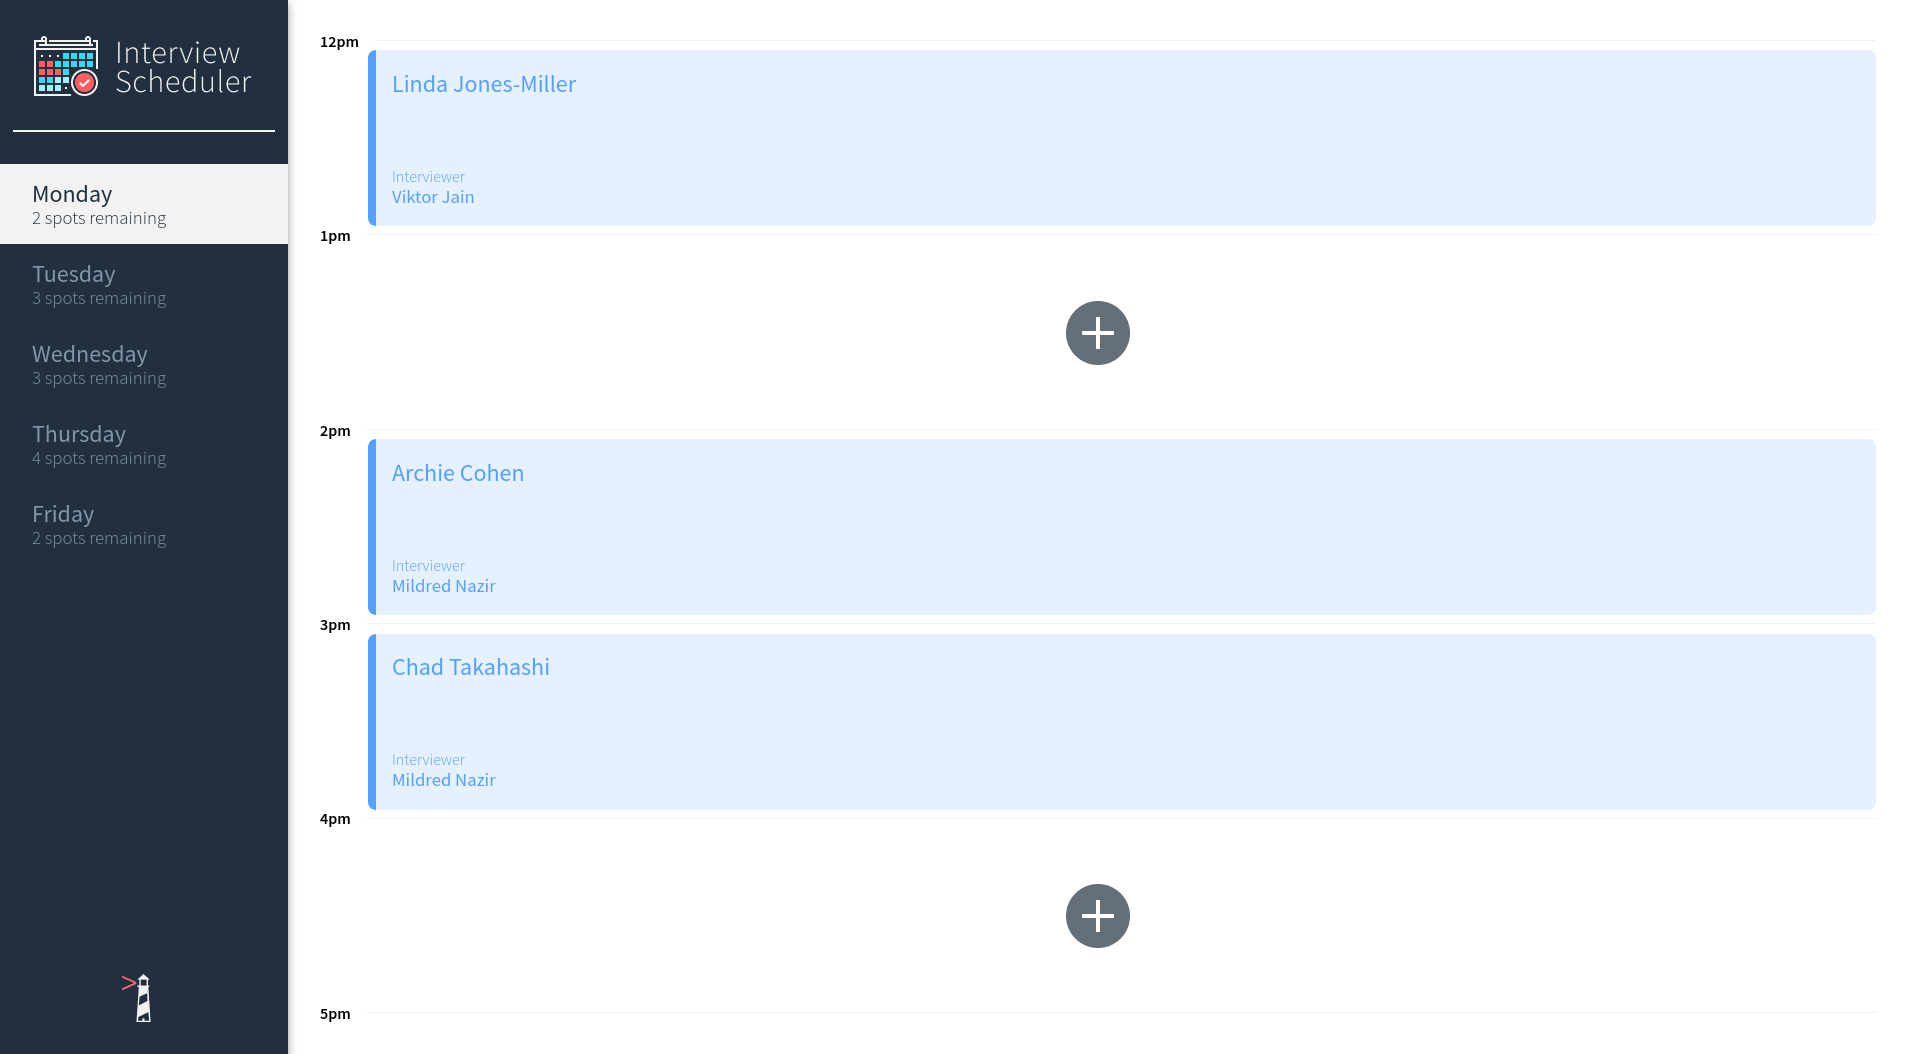 Interview
Scheduler
Monday
2 spots remaining
Tuesday
3 spots remaining
Wednesday
3 spots remaining
Thursday
4 spots remaining
Friday
2 spots remaining
12pm
Linda Jones-Miller
Interviewer
Viktor Jain
1pm
2pm
Archie Cohen
Interviewer
Mildred Nazir
3pm
Chad Takahashi
Interviewer
Mildred Nazir
4pm
5pm